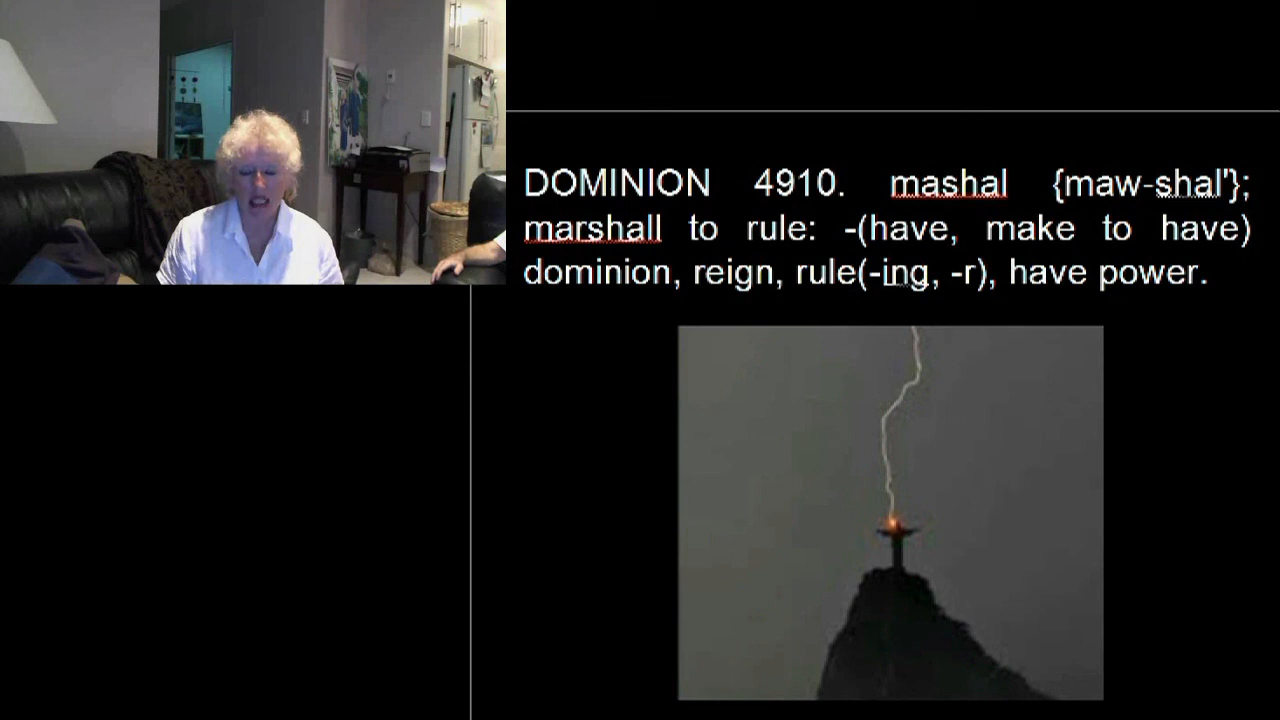 DOMINION 4910. mashal {maw-shal'};
marshall to rule: -(have, make to have)
dominion, reign, rule(-ing, -r), have power.